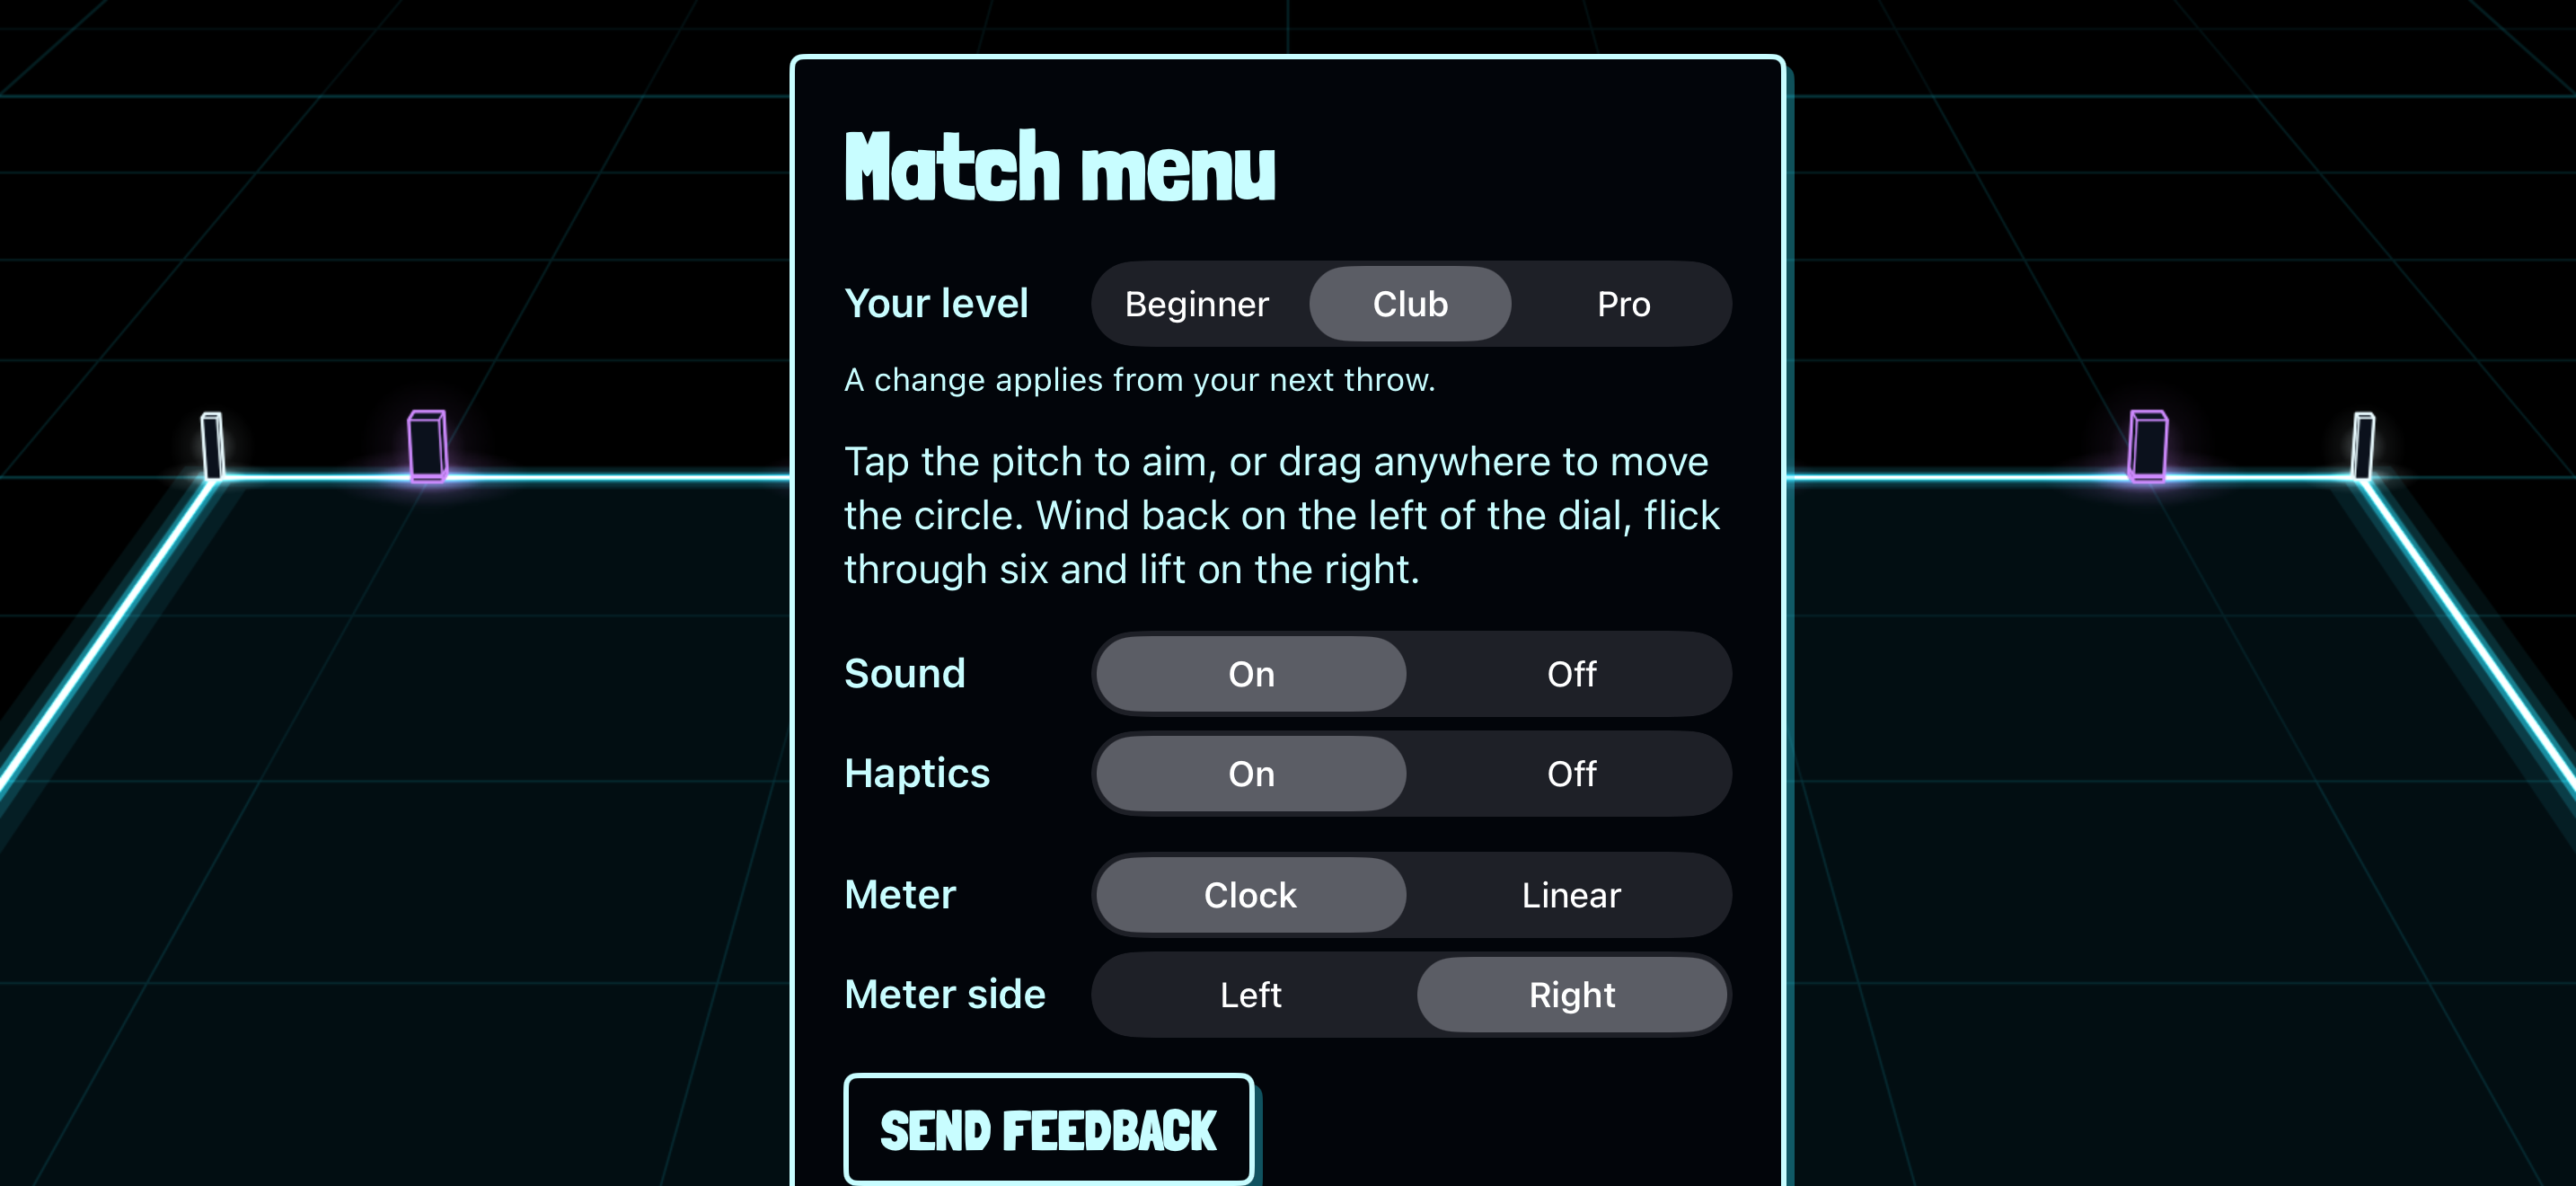 Match menu
Your level Beginner Club Pro
A change applies from your next throw.
Tap the pitch to aim, or drag anywhere to move
the circle. Wind back on the left of the dial, flick
through six and lift on the right.
Sound On Off
Haptics On Off
Meter Clock Linear
Meter side Left Right
SEND FEEDBACK